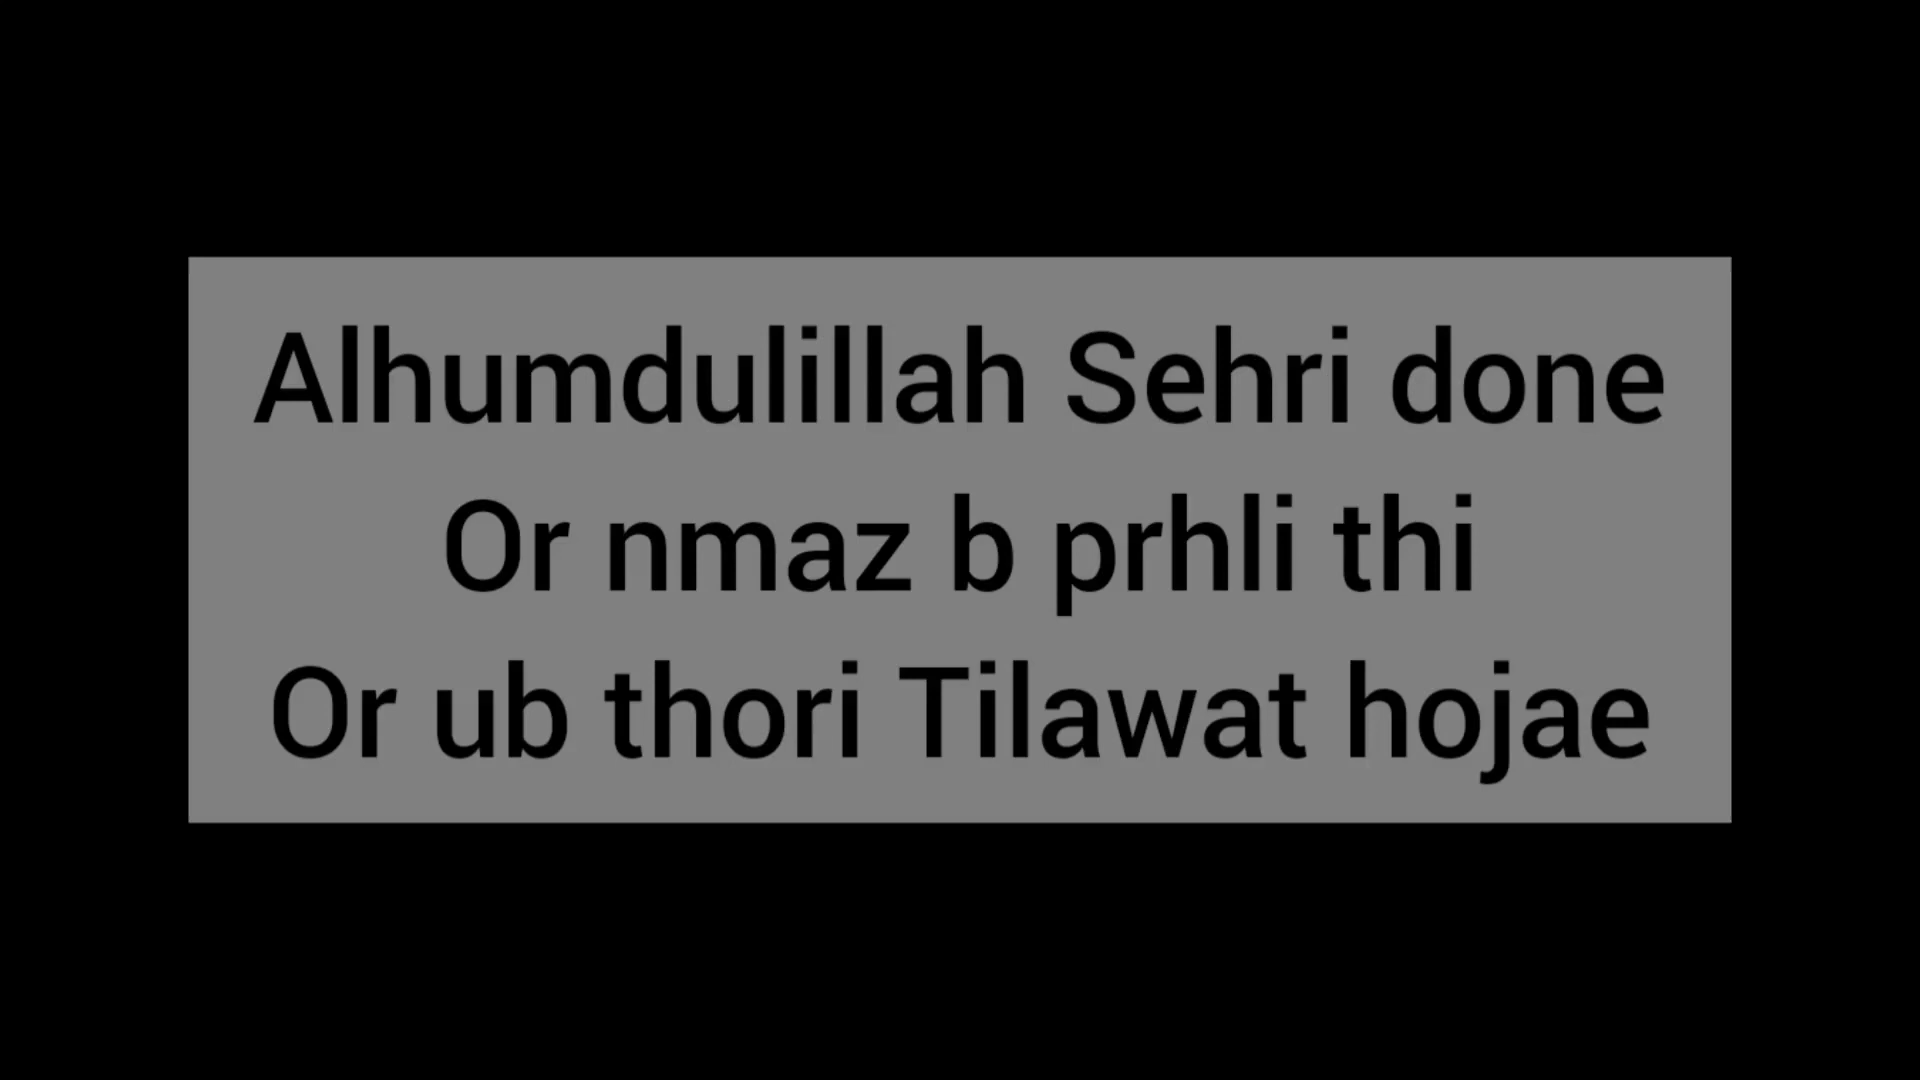 Alhumdulillah Sehri done
Or nmaz b prhli thi
Or ub thori Tilawat hojae